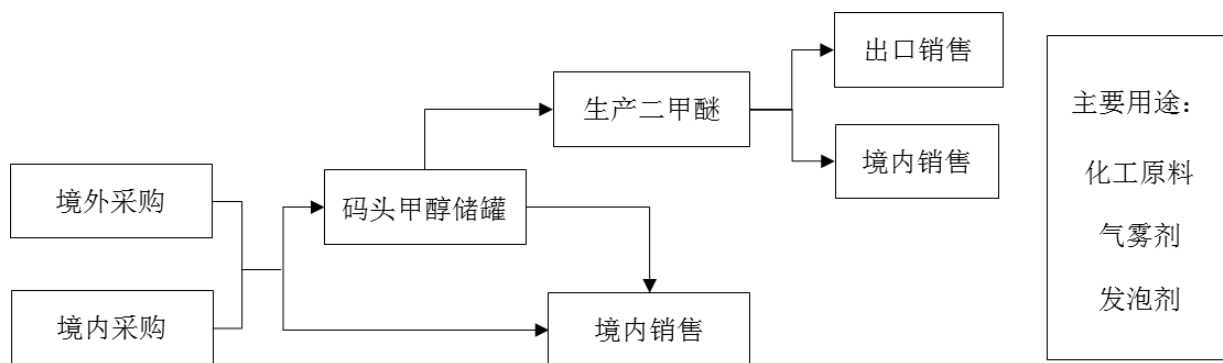 出口销售
生产二甲醚
境内销售
境外采购
码头甲醇储罐
境内采购
境内销售
主要用途：
化工原料
气雾剂
发泡剂